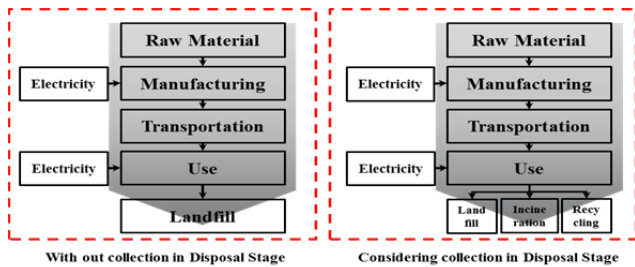 Raw Material
Electricity
Manufacturing
Transportation
Electricity
Use
Landfill
With out collection in Disposal Stage
Raw Material
Electricity
Manufacturing
Transportation
Electricity
Use
Land
fill
Incine
ration
Recy
cling
Considering collection in Disposal Stage